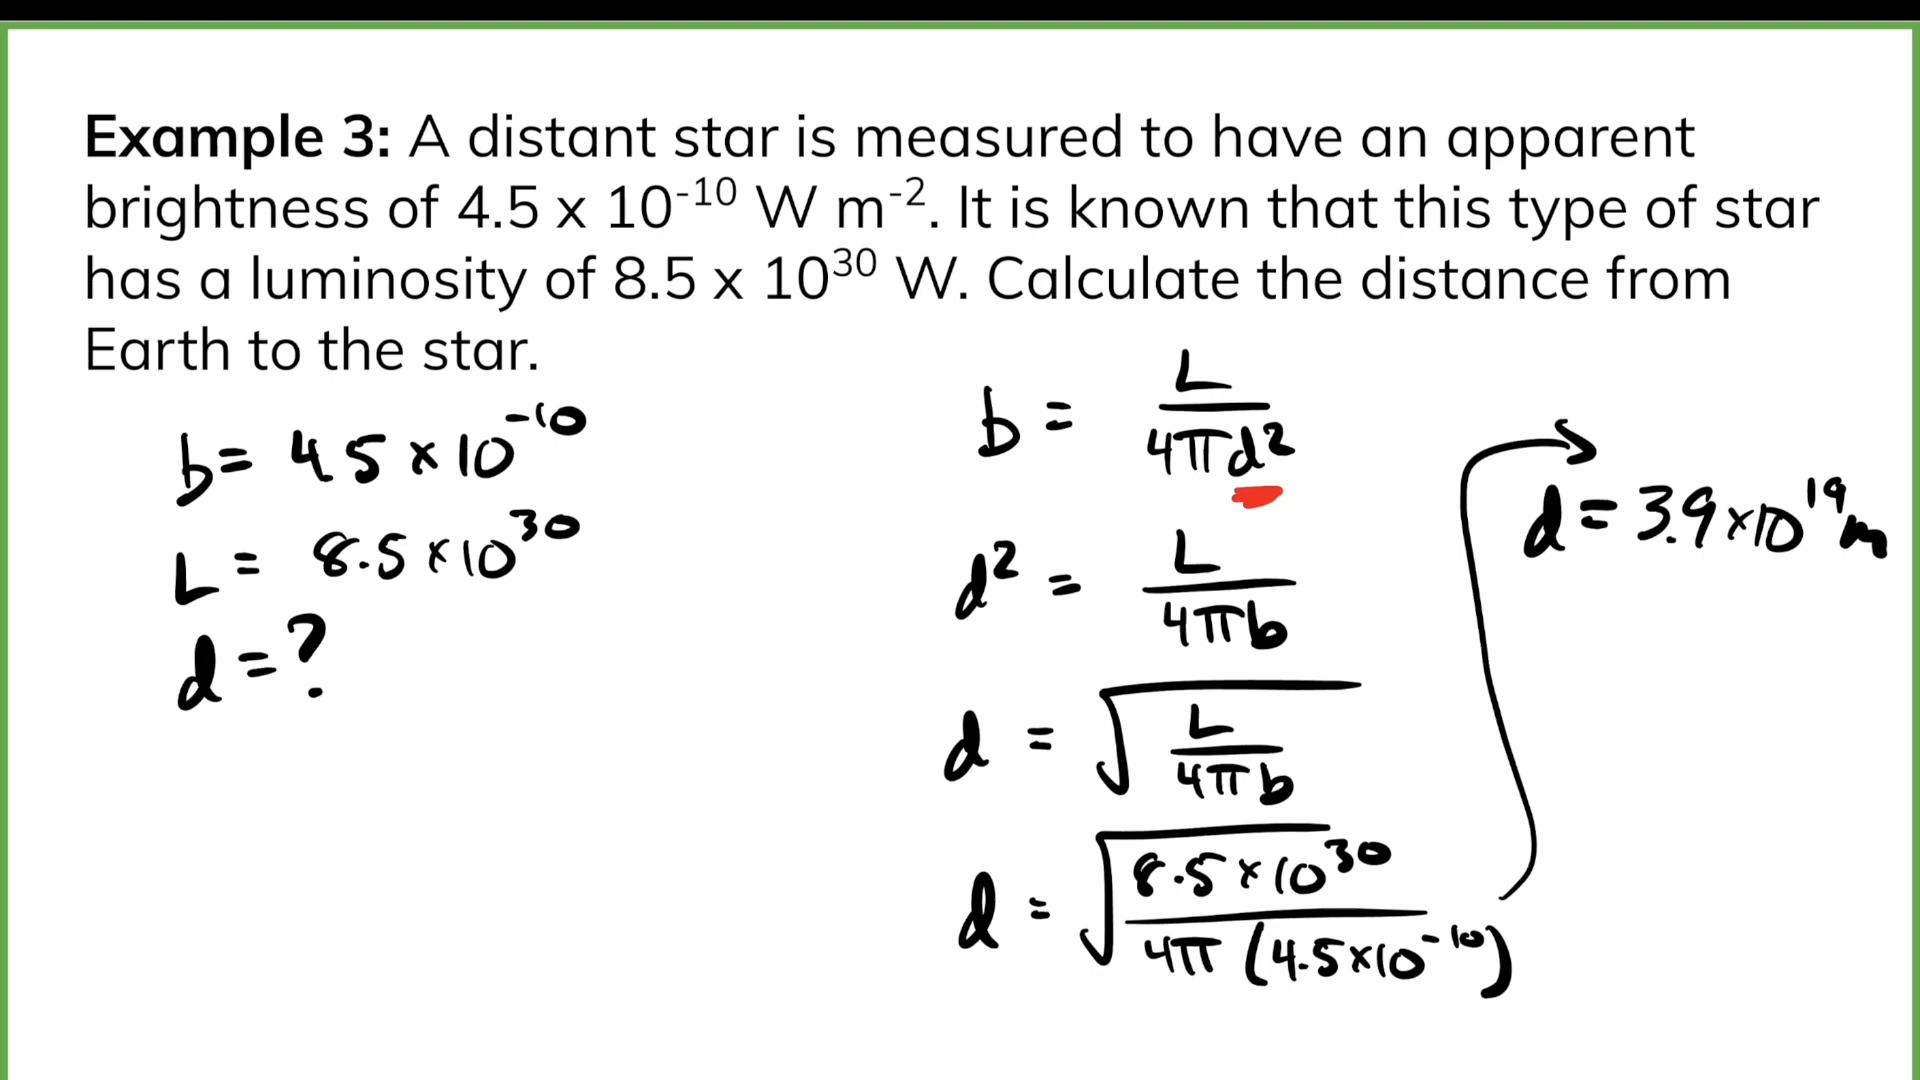 Example 3: A distant star is measured to have an apparent
brightness of 4.5 x 10⁻¹⁰ W m⁻². It is known that this type of star
has a luminosity of 8.5 x 10³⁰ W. Calculate the distance from
Earth to the star.
b = 4.5 × 10⁻¹⁰
L = 8.5 × 10³⁰
d = ?
b = L / 4πd²
d² = L / 4πb
d = √(L / 4πb)
d = √(8.5 × 10³⁰ / 4π (4.5 × 10⁻¹⁰))
d = 3.9 × 10¹⁹ m